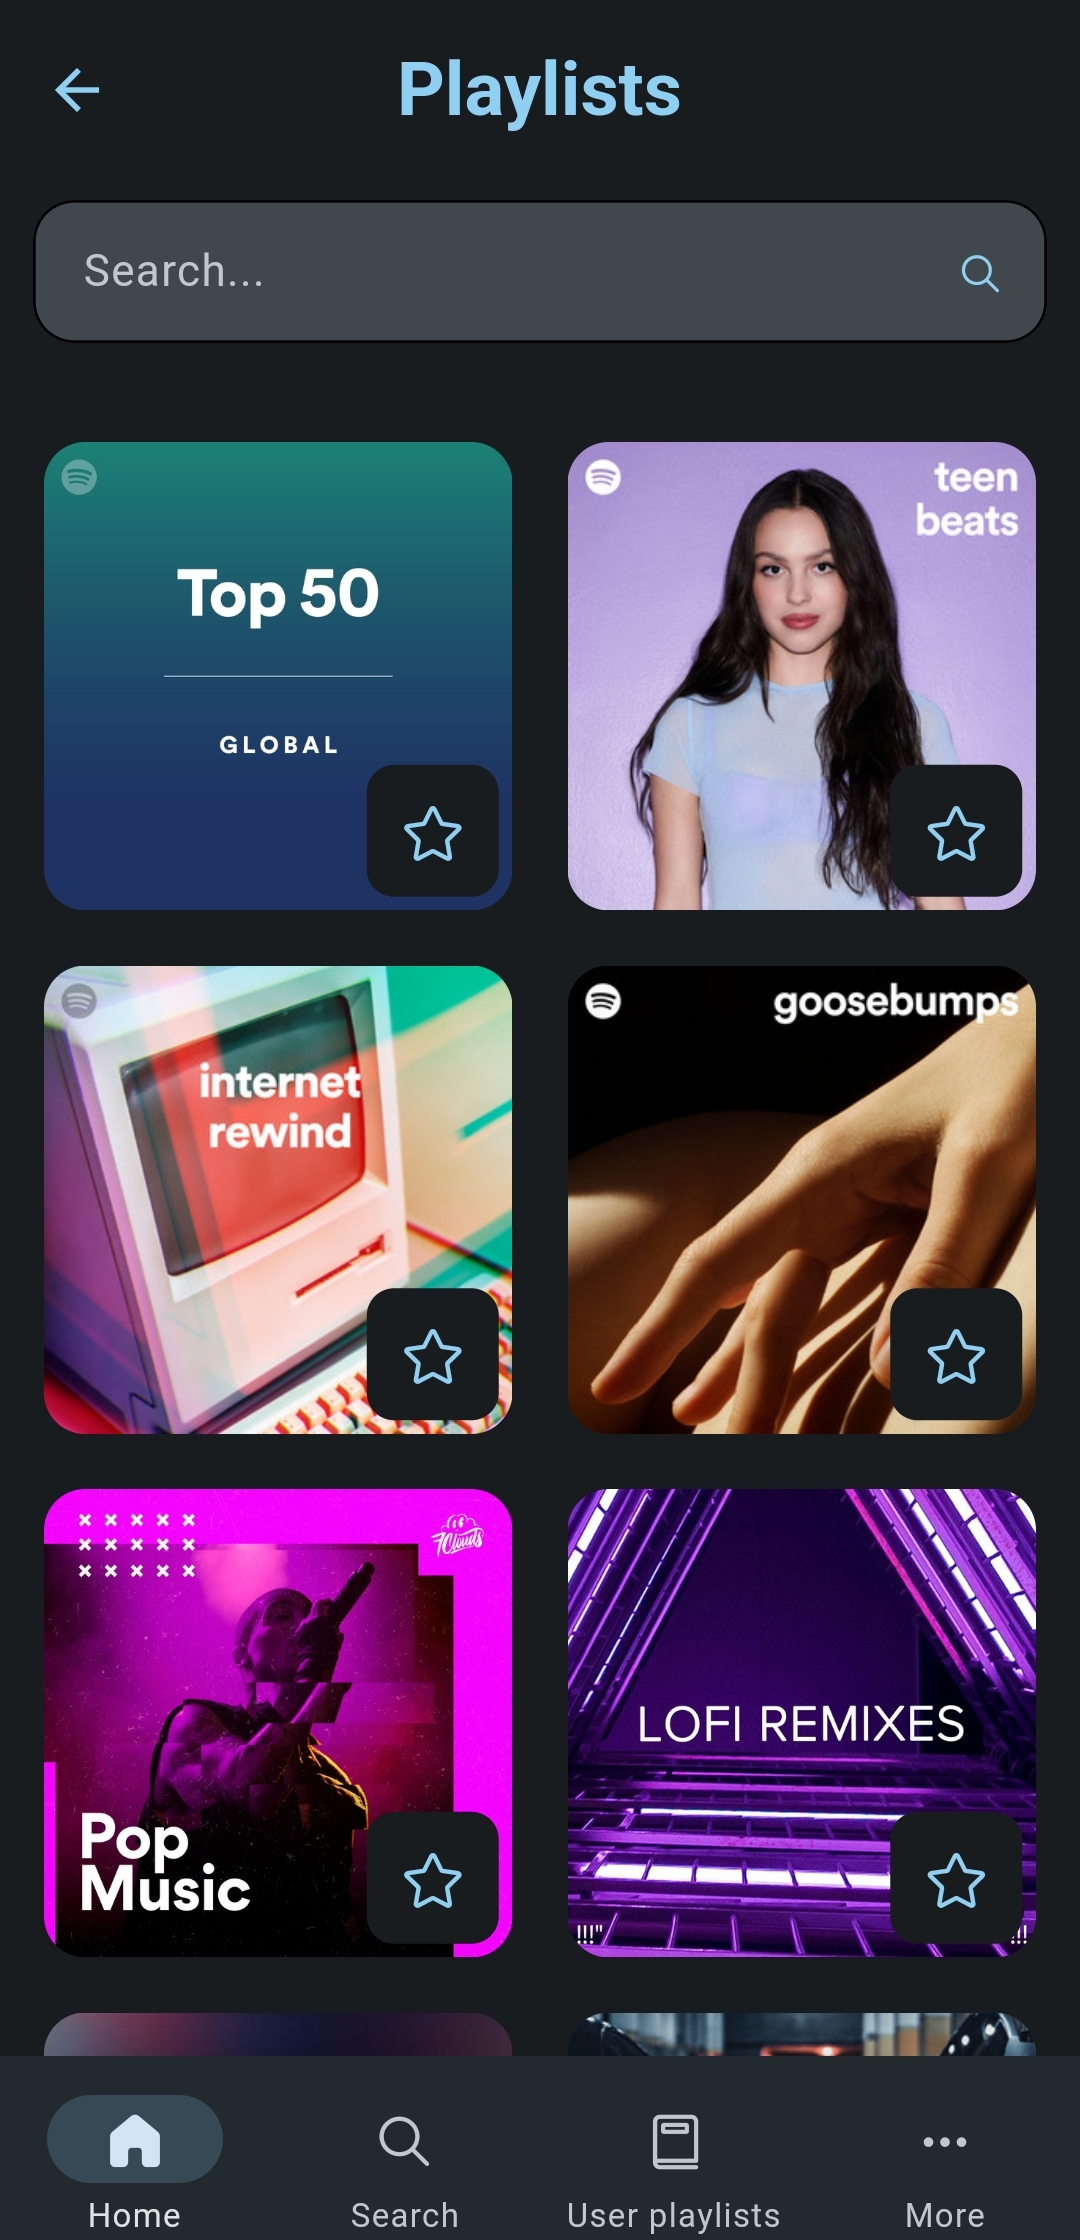 Playlists
Search...
Top 50
GLOBAL
teen
beats
internet
rewind
goosebumps
7Clouds
Pop
Music
LOFI REMIXES
!!!"
.!!
Home
Search
User playlists
More